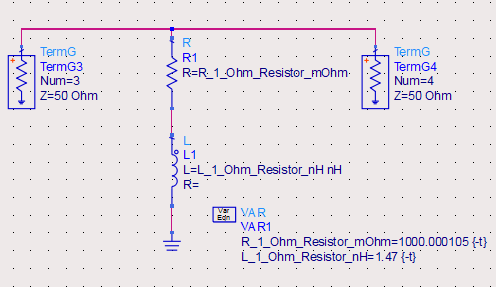 TermG
TermG3
Num=3
Z=50 Ohm
R
R1
R=R_1_Ohm_Resistor_mOhm
TermG
TermG4
Num=4
Z=50 Ohm
L
L1
L=L_1_Ohm_Resistor_nH nH
R=
Var
Eqn
VAR
VAR1
R_1_Ohm_Resistor_mOhm=1000.000105 {-t}
L_1_Ohm_Resistor_nH=1.47 {-t}